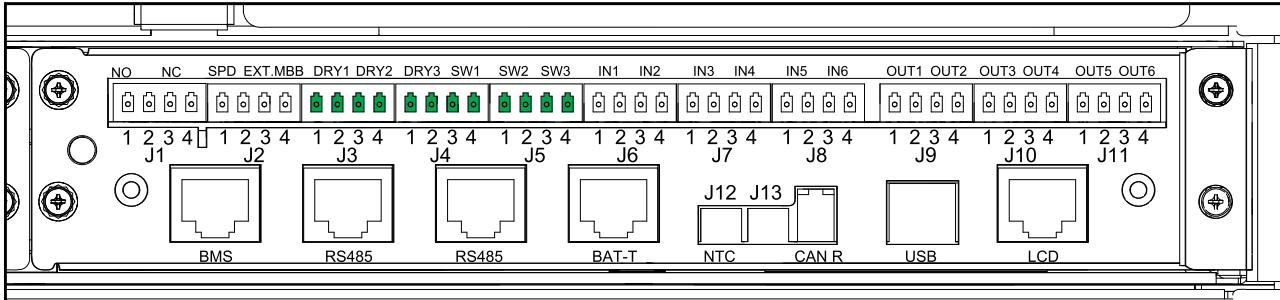 NO NC SPD EXT.MBB DRY1 DRY2 DRY3 SW1 SW2 SW3 IN1 IN2 IN3 IN4 IN5 IN6 OUT1 OUT2 OUT3 OUT4 OUT5 OUT6
1 2 3 4 1 2 3 4 1 2 3 4 1 2 3 4 1 2 3 4 1 2 3 4 1 2 3 4 1 2 3 4 1 2 3 4 1 2 3 4 1 2 3 4
J1 J2 J3 J4 J5 J6 J7 J8 J9 J10 J11
J12 J13
BMS RS485 RS485 BAT-T NTC CAN R USB LCD